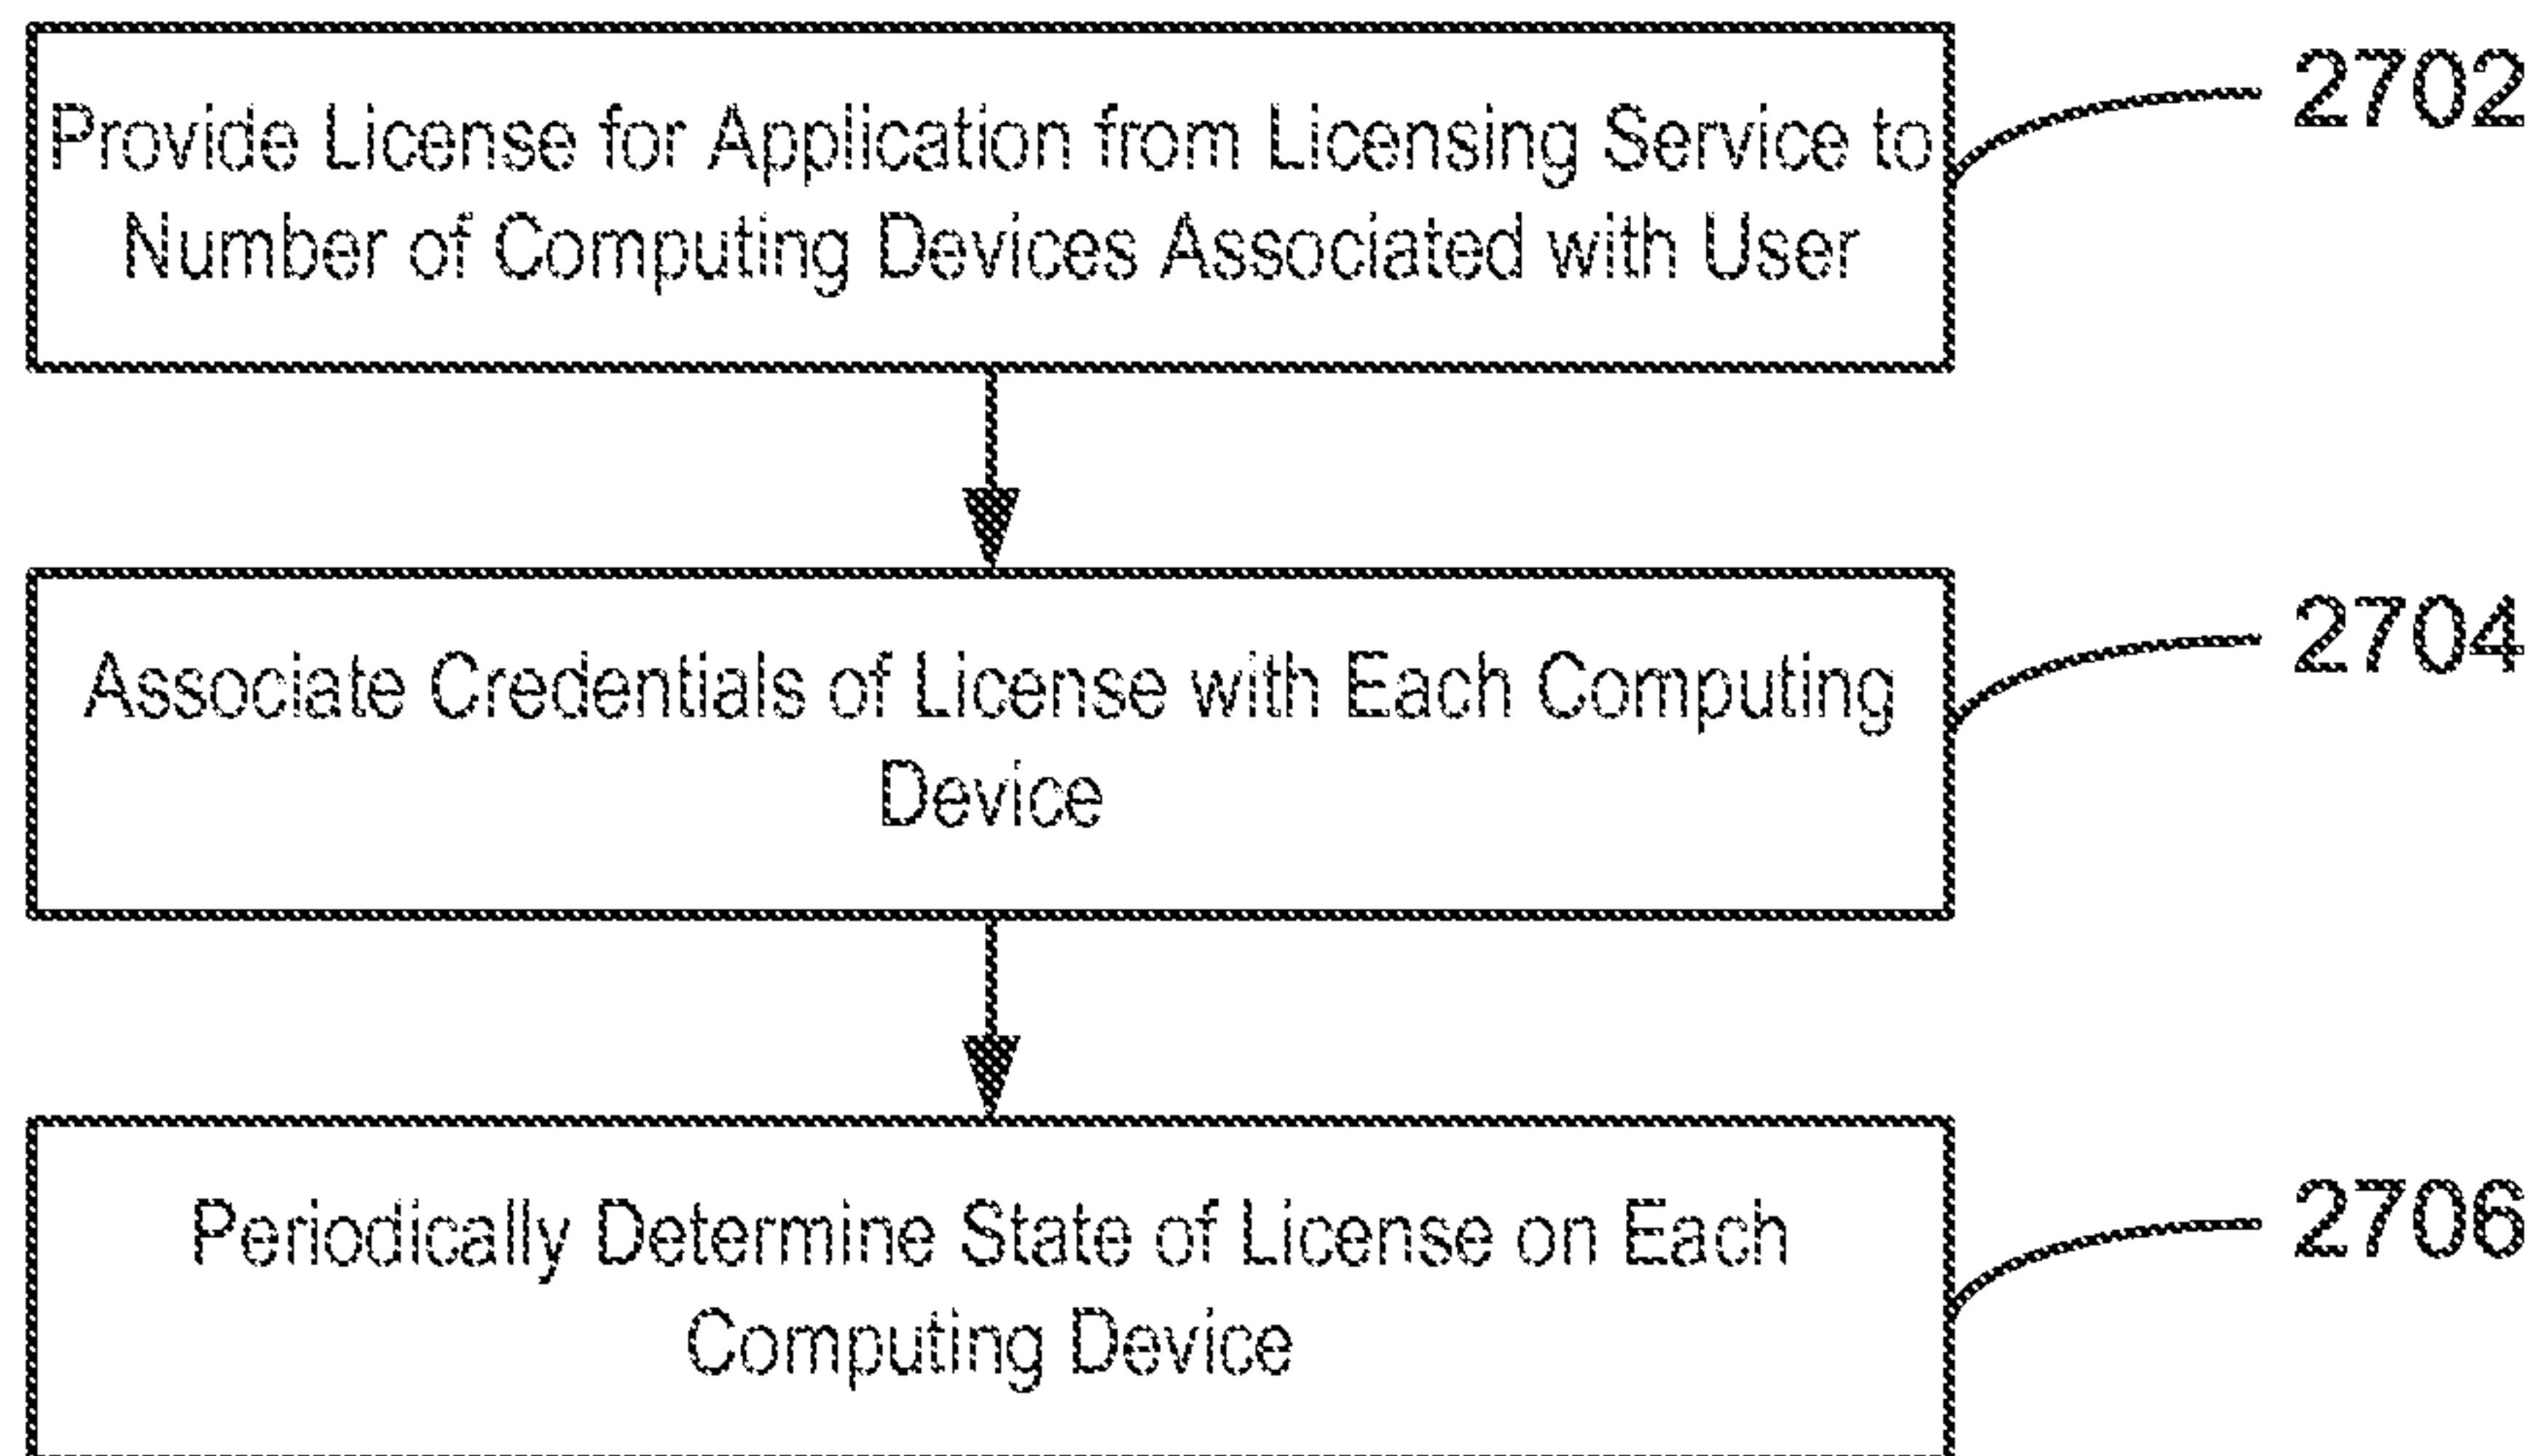 Provide License for Application from Licensing Service to
Number of Computing Devices Associated with User
2702
Associate Credentials of License with Each Computing
Device
2704
Periodically Determine State of License on Each
Computing Device
2706